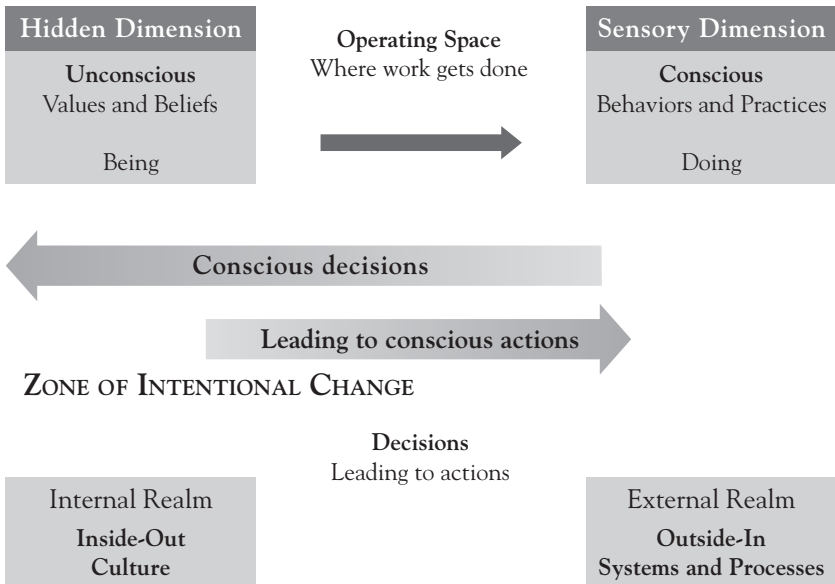 Hidden Dimension
Unconscious
Values and Beliefs
Being
Operating Space
Where work gets done
Sensory Dimension
Conscious
Behaviors and Practices
Doing
Conscious decisions
Leading to conscious actions
ZONE OF INTENTIONAL CHANGE
Decisions
Leading to actions
Internal Realm
Inside-Out
Culture
External Realm
Outside-In
Systems and Processes